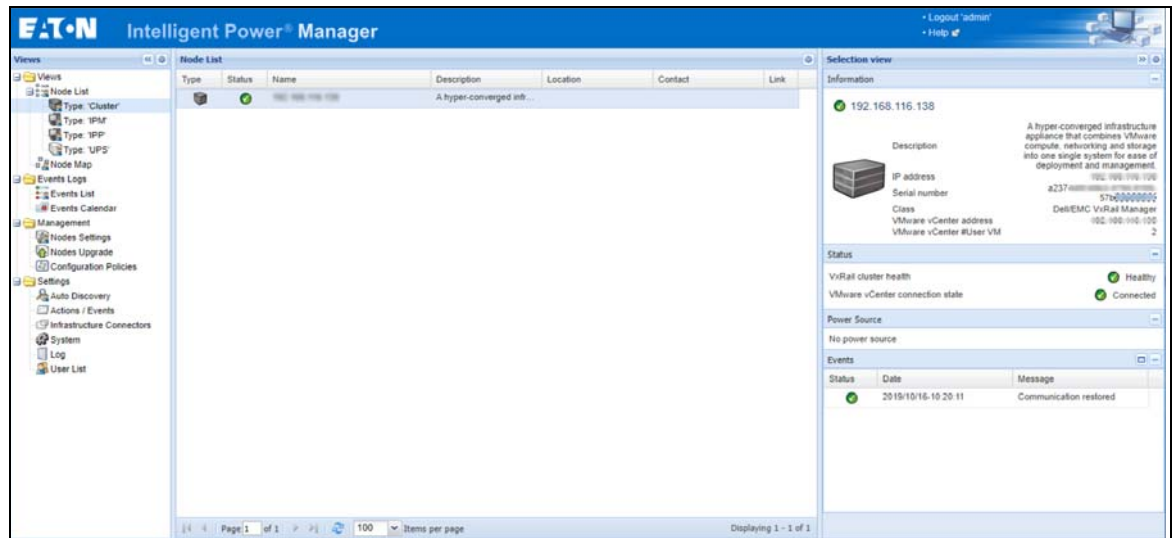 EATON Intelligent Power® Manager
• Logout 'admin'
• Help
Views
Views
Node List
Type: 'Cluster'
Type: 'IPM'
Type: 'IPP'
Type: 'UPS'
Node Map
Events Logs
Events List
Events Calendar
Management
Nodes Settings
Nodes Upgrade
Configuration Policies
Settings
Auto Discovery
Actions / Events
Infrastructure Connectors
System
Log
User List
Node List
Type Status Name Description Location Contact Link
A hyper-converged infr...
Page 1 of 1 100 Items per page Displaying 1 - 1 of 1
Selection view
Information
192.168.116.138
Description
A hyper-converged infrastructure
appliance that combines VMware
compute, networking and storage
into one single system for ease of
deployment and management.
IP address
Serial number a237
Class Dell/EMC VxRail Manager
VMware vCenter address
VMware vCenter #User VM 2
Status
VxRail cluster health Healthy
VMware vCenter connection state Connected
Power Source
No power source
Events
Status Date Message
2019/10/16-10:20:11 Communication restored